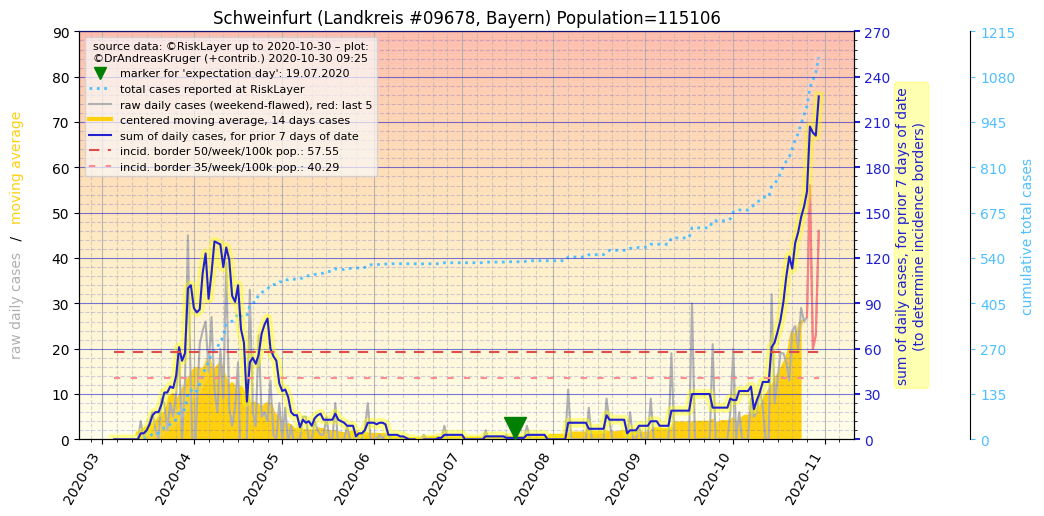 Schweinfurt (Landkreis #09678, Bayern) Population=115106
source data: ©RiskLayer up to 2020-10-30 – plot:
©DrAndreasKruger (+contrib.) 2020-10-30 09:25
marker for 'expectation day': 19.07.2020
total cases reported at RiskLayer
raw daily cases (weekend-flawed), red: last 5
centered moving average, 14 days cases
sum of daily cases, for prior 7 days of date
incid. border 50/week/100k pop.: 57.55
incid. border 35/week/100k pop.: 40.29
raw daily cases / moving average
90
80
70
60
50
40
30
20
10
0
270
240
210
180
150
120
90
60
30
0
sum of daily cases, for prior 7 days of date
(to determine incidence borders)
1215
1080
945
810
675
540
405
270
135
0
cumulative total cases
2020-03
2020-04
2020-05
2020-06
2020-07
2020-08
2020-09
2020-10
2020-11